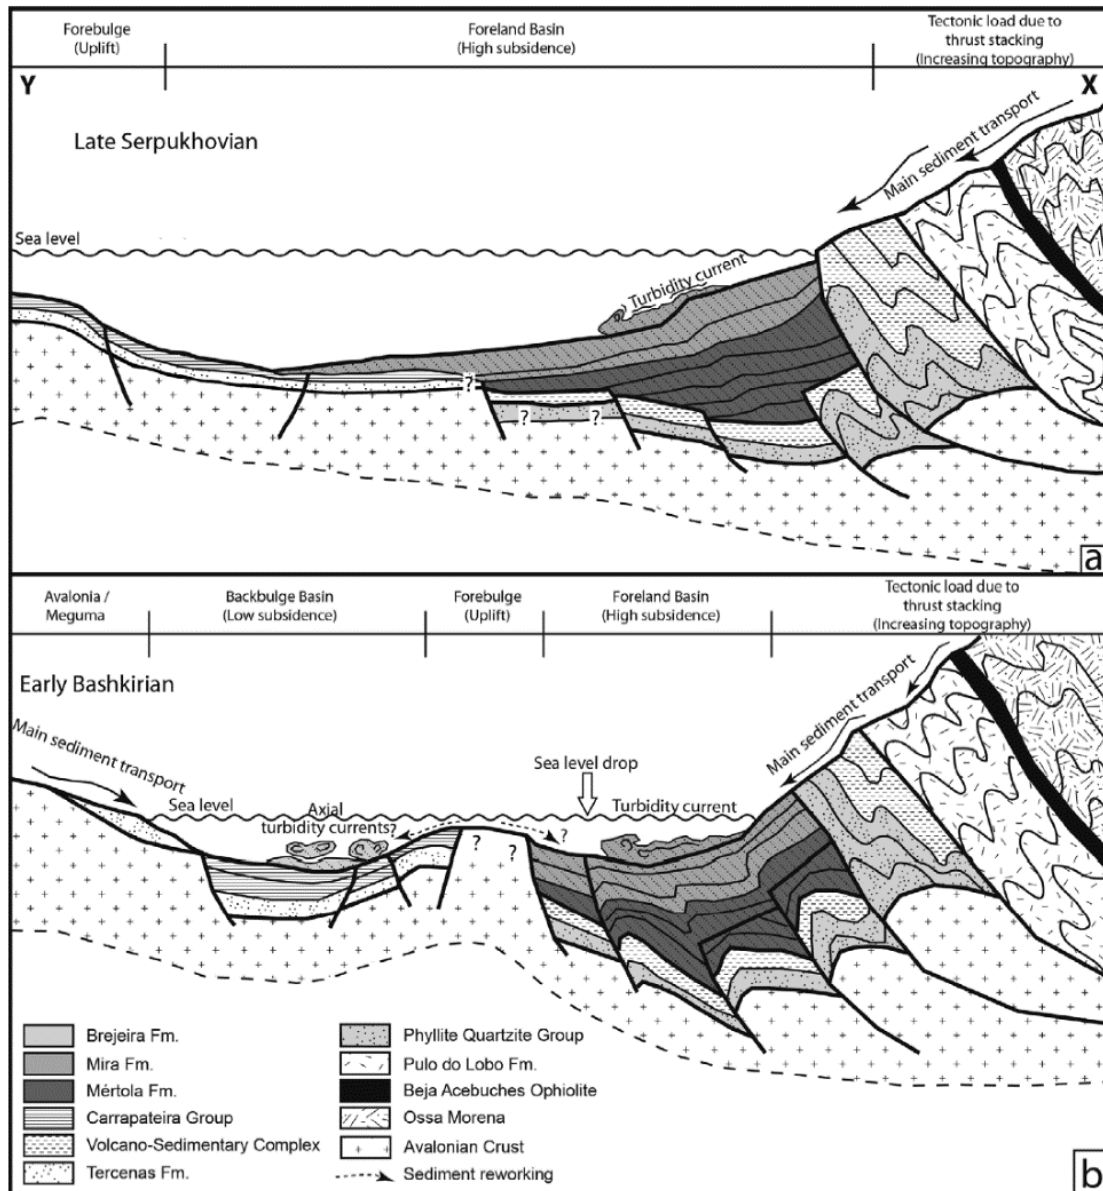 Forebulge
(Uplift)
Foreland Basin
(High subsidence)
Tectonic load due to
thrust stacking
(Increasing topography)
Y
X
Late Serpukhovian
Main sediment transport
Sea level
Turbidity current
?
?
?
a
Avalonia /
Meguma
Backbulge Basin
(Low subsidence)
Forebulge
(Uplift)
Foreland Basin
(High subsidence)
Tectonic load due to
thrust stacking
(Increasing topography)
Early Bashkirian
Main sediment transport
Main sediment transport
Sea level drop
Sea level
Axial
turbidity currents?
Turbidity current
?
?
?
Brejeira Fm.
Mira Fm.
Mértola Fm.
Carrapateira Group
Volcano-Sedimentary Complex
Tercenas Fm.
Phyllite Quartzite Group
Pulo do Lobo Fm.
Beja Acebuches Ophiolite
Ossa Morena
Avalonian Crust
Sediment reworking
b